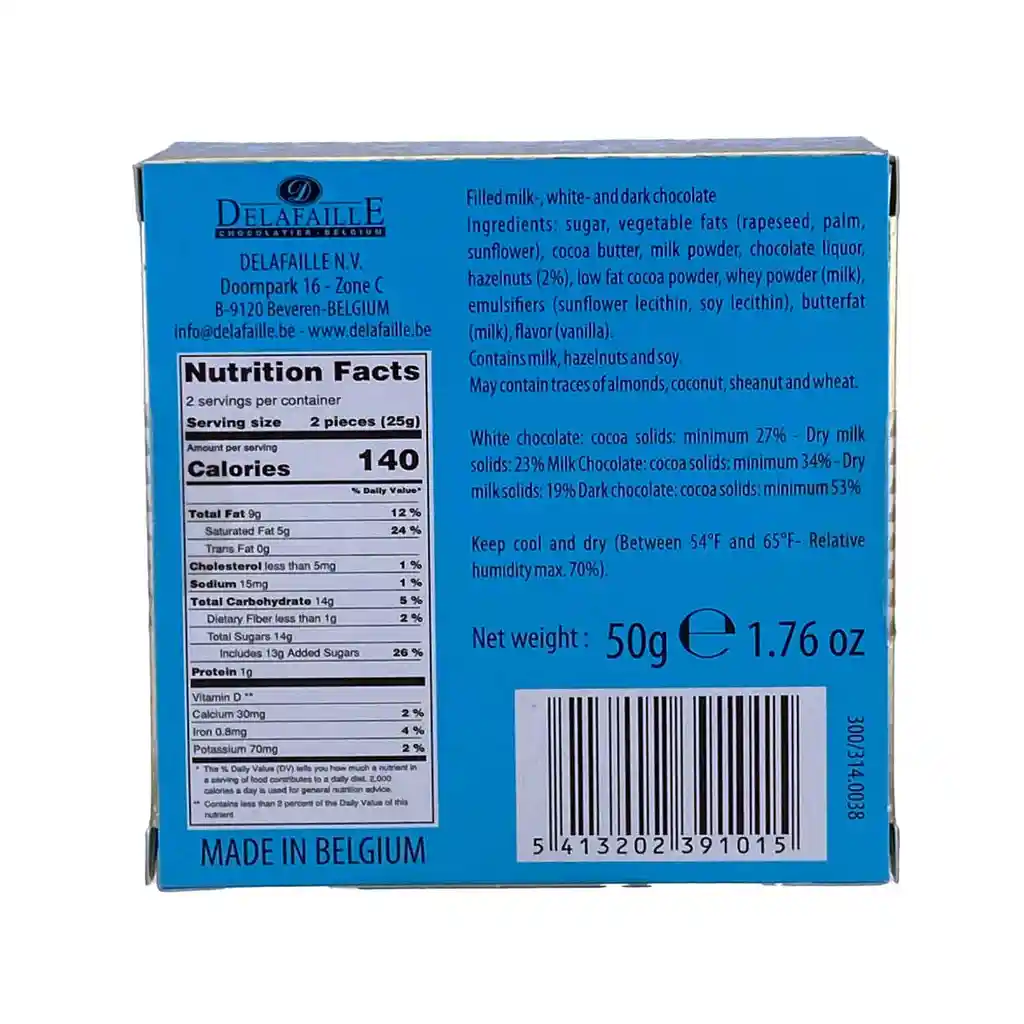 D
DELAFAILLE
CHOCOLATIER - BELGIUM
DELAFAILLE N.V.
Doornpark 16 - Zone C
B-9120 Beveren-BELGIUM
info@delafaille.be - www.delafaille.be
Nutrition Facts
2 servings per container
Serving size 2 pieces (25g)
Amount per serving
Calories 140
% Daily Value*
Total Fat 9g 12 %
Saturated Fat 5g 24 %
Trans Fat 0g
Cholesterol less than 5mg 1 %
Sodium 15mg 1 %
Total Carbohydrate 14g 5 %
Dietary Fiber less than 1g 2 %
Total Sugars 14g
Includes 13g Added Sugars 26 %
Protein 1g
Vitamin D **
Calcium 30mg 2 %
Iron 0.8mg 4 %
Potassium 70mg 2 %
* The % Daily Value (DV) tells you how much a nutrient in
a serving of food contributes to a daily diet. 2,000
calories a day is used for general nutrition advice.
** Contains less than 2 percent of the Daily Value of this
nutrient
MADE IN BELGIUM
Filled milk-, white- and dark chocolate
Ingredients: sugar, vegetable fats (rapeseed, palm,
sunflower), cocoa butter, milk powder, chocolate liquor,
hazelnuts (2%), low fat cocoa powder, whey powder (milk),
emulsifiers (sunflower lecithin, soy lecithin), butterfat
(milk), flavor (vanilla).
Contains milk, hazelnuts and soy.
May contain traces of almonds, coconut, sheanut and wheat.
White chocolate: cocoa solids: minimum 27% - Dry milk
solids: 23% Milk Chocolate: cocoa solids: minimum 34% - Dry
milk solids: 19% Dark chocolate: cocoa solids: minimum 53%
Keep cool and dry (Between 54°F and 65°F- Relative
humidity max. 70%).
Net weight : 50g ℮ 1.76 oz
5 413202 391015
300/314.0038